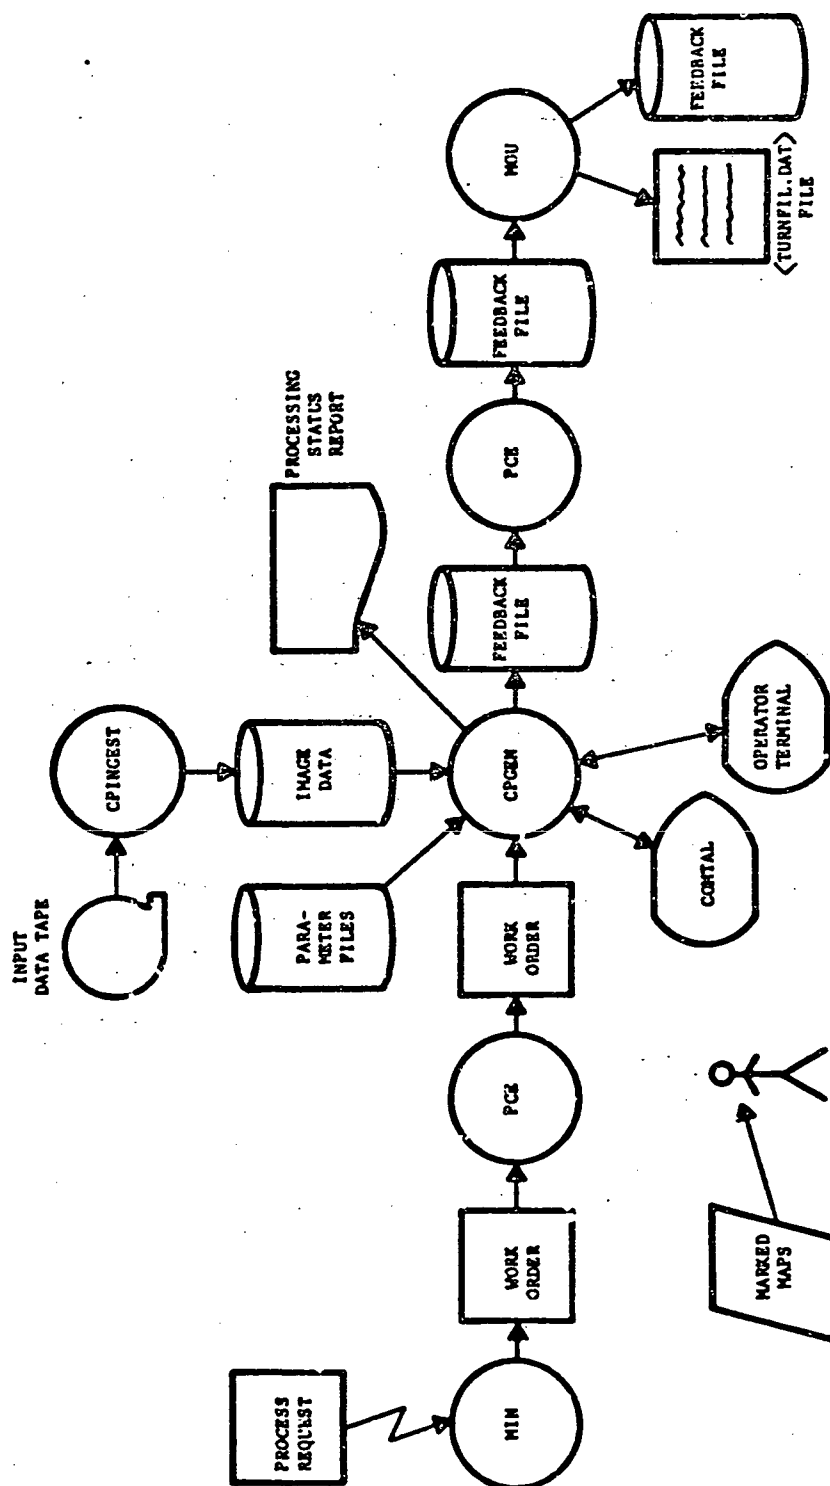 PROCESS
REQUEST
MIN
WORK
ORDER
PCE
WORK
ORDER
INPUT
DATA TAPE
CPINGEST
IMAGE
DATA
PARA-
METER
FILES
CPGEN
PROCESSING
STATUS
REPORT
FEEDBACK
FILE
PCE
FEEDBACK
FILE
MOU
FEEDBACK
FILE
<TURNFIL.DAT>
FILE
MARKED
MAPS
COMTAL
OPERATOR
TERMINAL